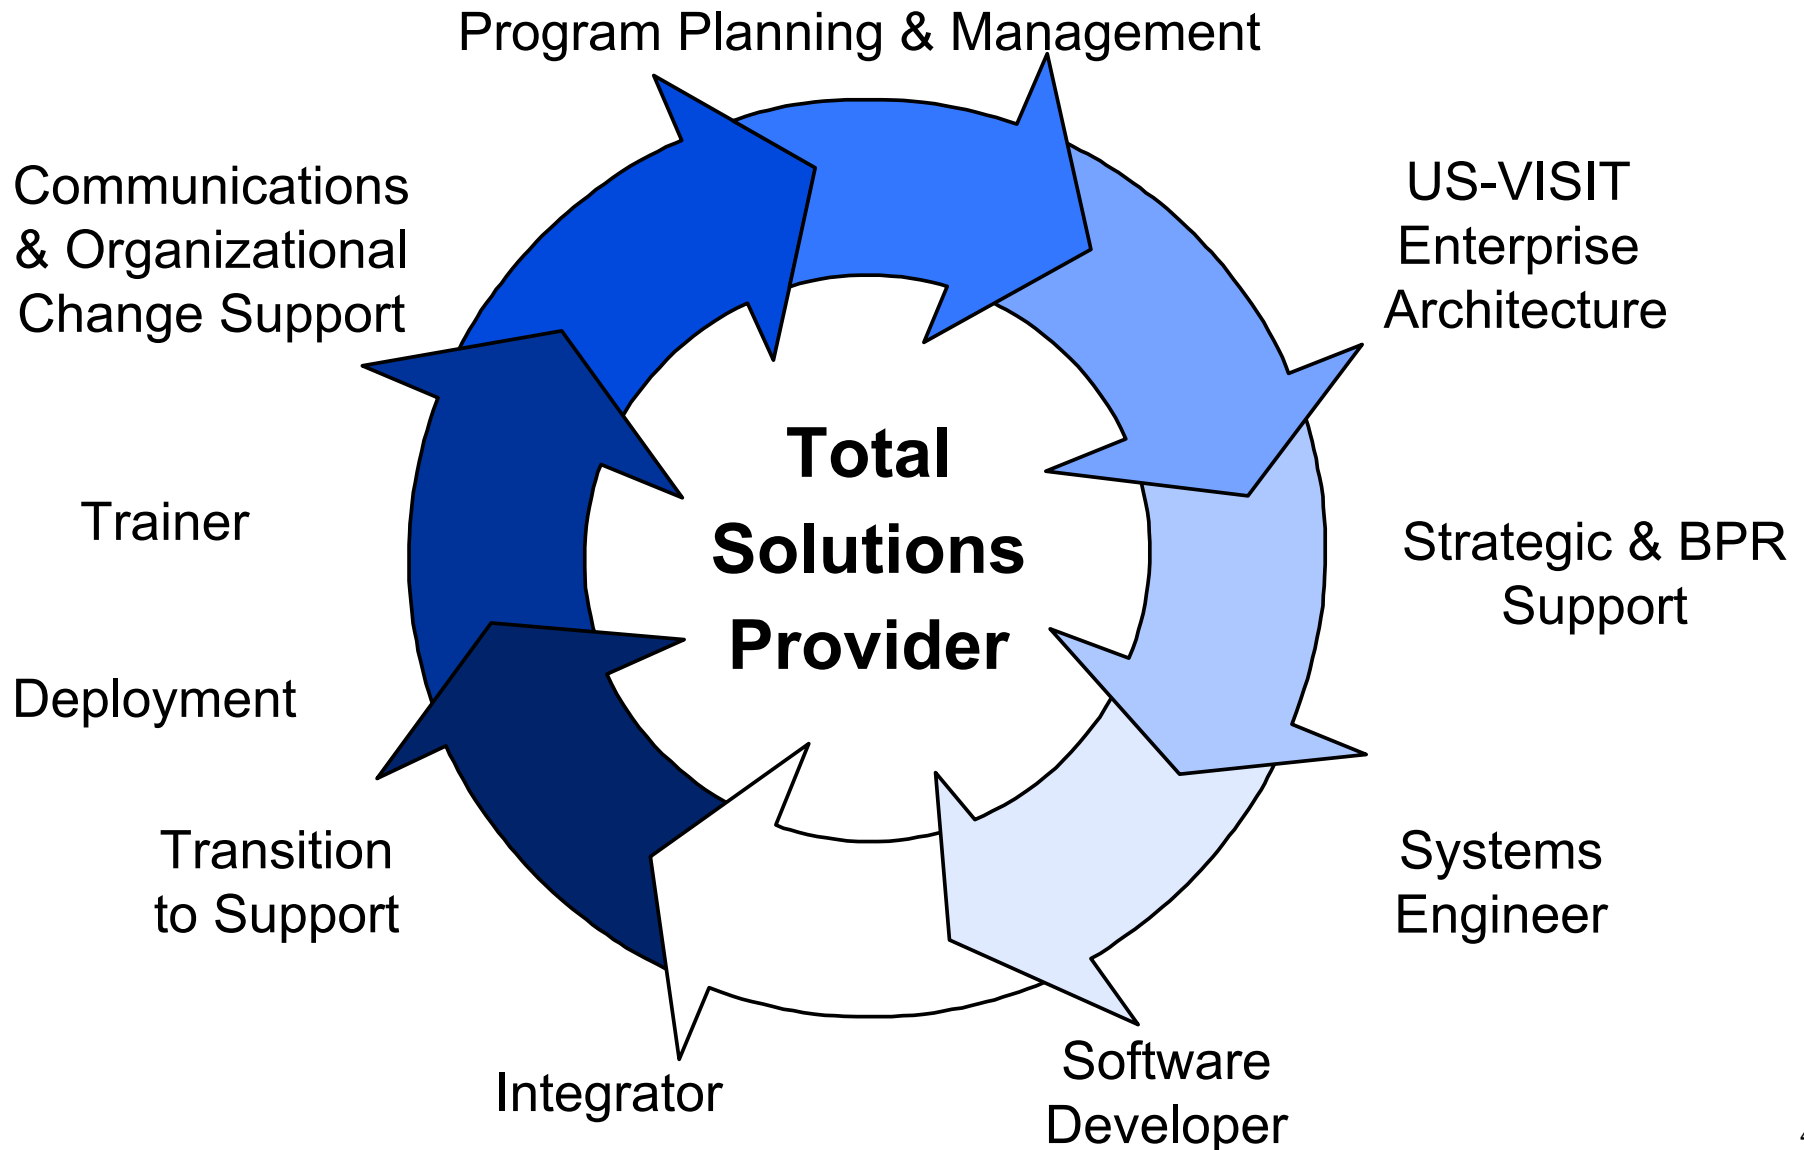 Program Planning & Management
US-VISIT
Enterprise
Architecture
Strategic & BPR
Support
Systems
Engineer
Software
Developer
Integrator
Transition
to Support
Deployment
Trainer
Communications
& Organizational
Change Support
Total
Solutions
Provider